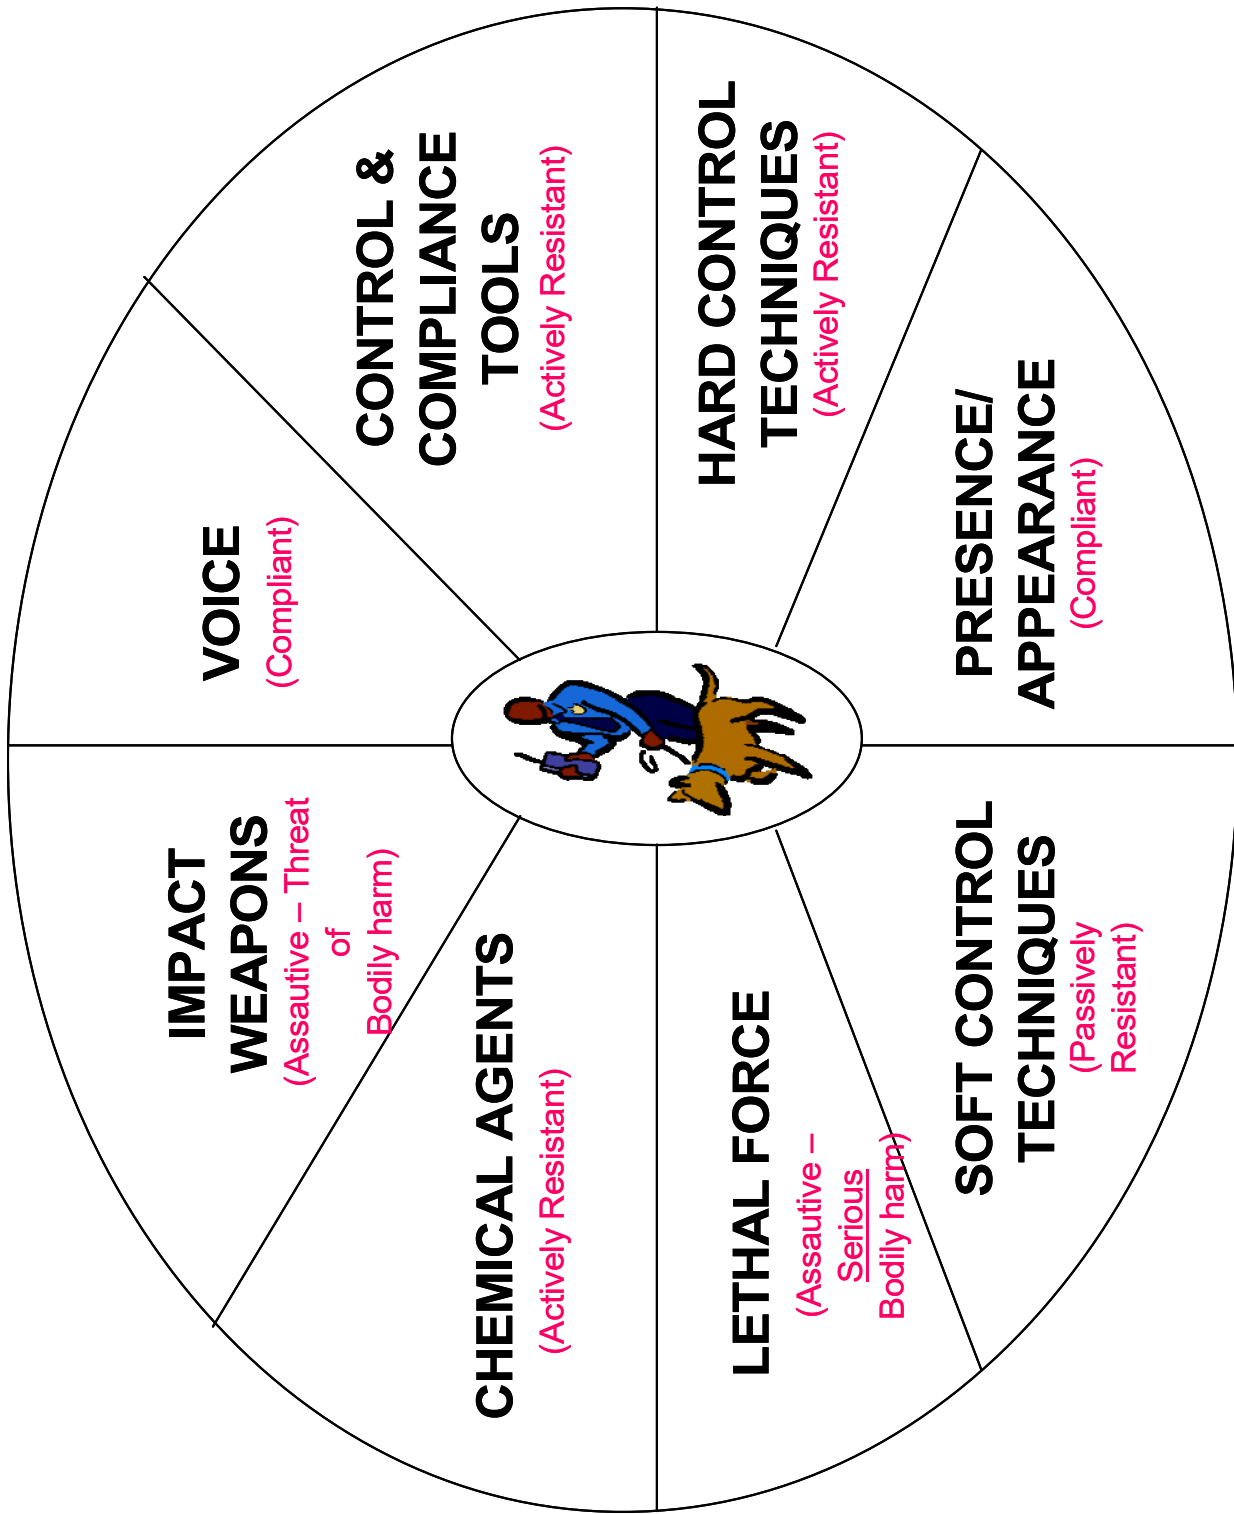 IMPACT
WEAPONS
(Assautive – Threat
of
Bodily harm)
VOICE
(Compliant)
CHEMICAL AGENTS
(Actively Resistant)
CONTROL &
COMPLIANCE
TOOLS
(Actively Resistant)
LETHAL FORCE
(Assautive –
Serious
Bodily harm)
HARD CONTROL
TECHNIQUES
(Actively Resistant)
SOFT CONTROL
TECHNIQUES
(Passively
Resistant)
PRESENCE/
APPEARANCE
(Compliant)